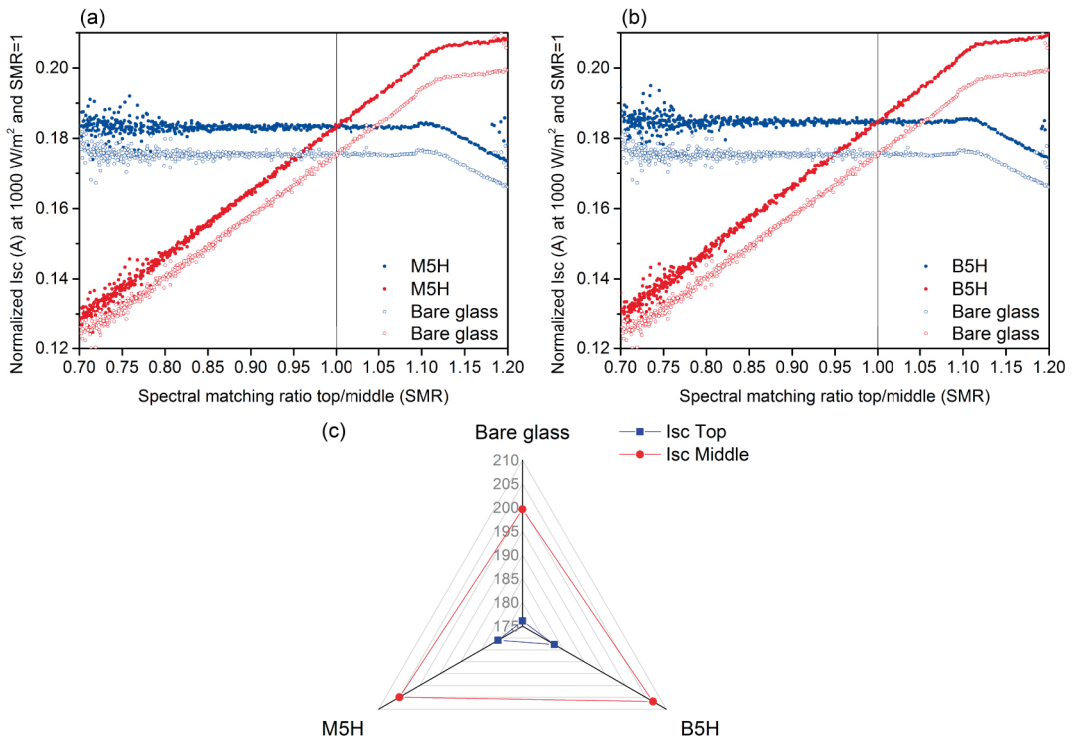 (a)
Normalized Isc (A) at 1000 W/m² and SMR=1
0.20
0.18
0.16
0.14
0.12
M5H
M5H
Bare glass
Bare glass
0.70 0.75 0.80 0.85 0.90 0.95 1.00 1.05 1.10 1.15 1.20
Spectral matching ratio top/middle (SMR)
(b)
Normalized Isc (A) at 1000 W/m² and SMR=1
0.20
0.18
0.16
0.14
0.12
B5H
B5H
Bare glass
Bare glass
0.70 0.75 0.80 0.85 0.90 0.95 1.00 1.05 1.10 1.15 1.20
Spectral matching ratio top/middle (SMR)
(c)
Bare glass
Isc Top
Isc Middle
210
205
200
195
190
185
180
175
M5H
B5H